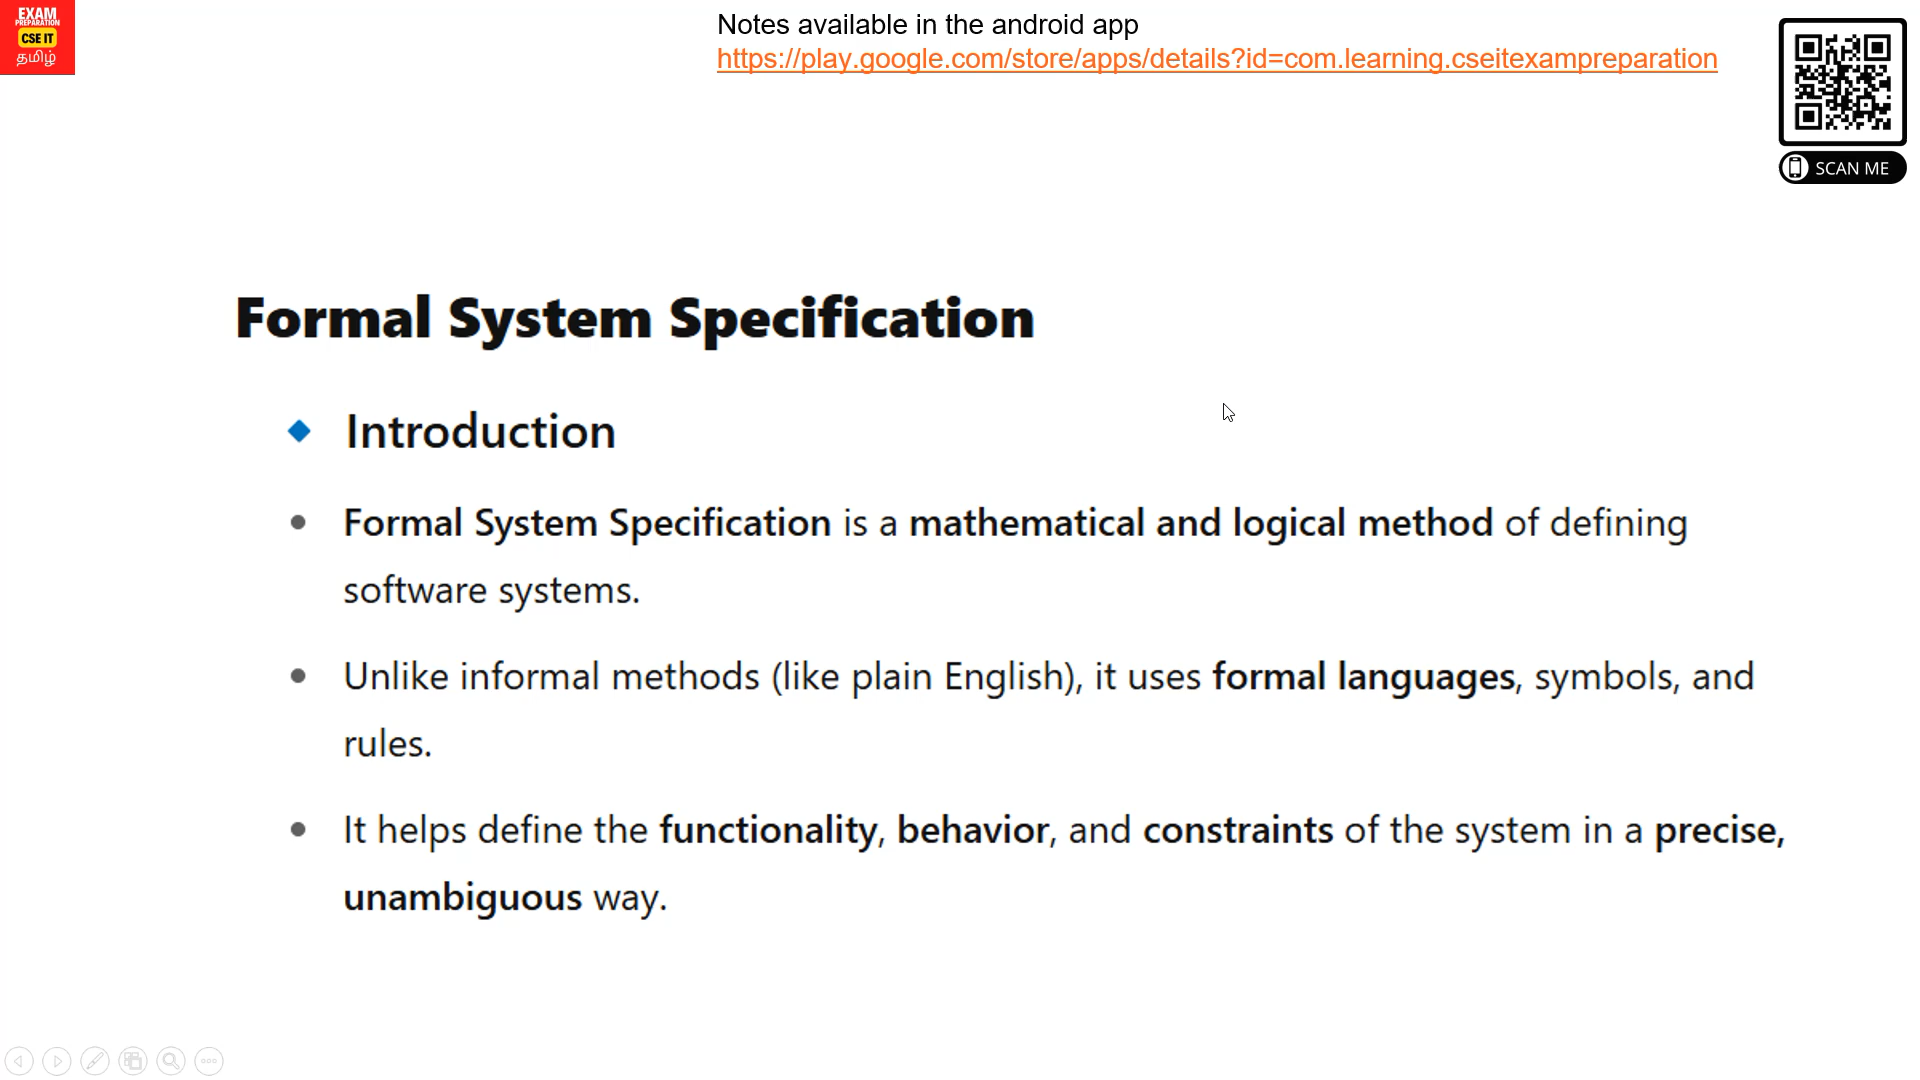 EXAM
PREPARATION
CSE IT
தமிழ்
Notes available in the android app
https://play.google.com/store/apps/details?id=com.learning.cseitexampreparation
SCAN ME
Formal System Specification
Introduction
Formal System Specification is a mathematical and logical method of defining
software systems.
Unlike informal methods (like plain English), it uses formal languages, symbols, and
rules.
It helps define the functionality, behavior, and constraints of the system in a precise,
unambiguous way.